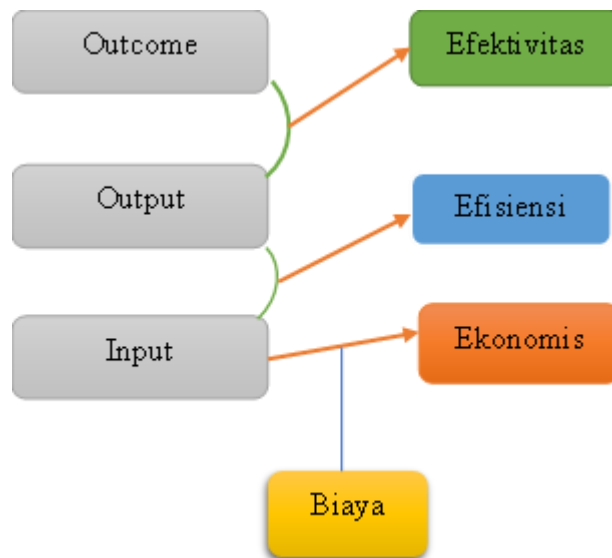 Outcome
Efektivitas
Output
Efisiensi
Input
Ekonomis
Biaya